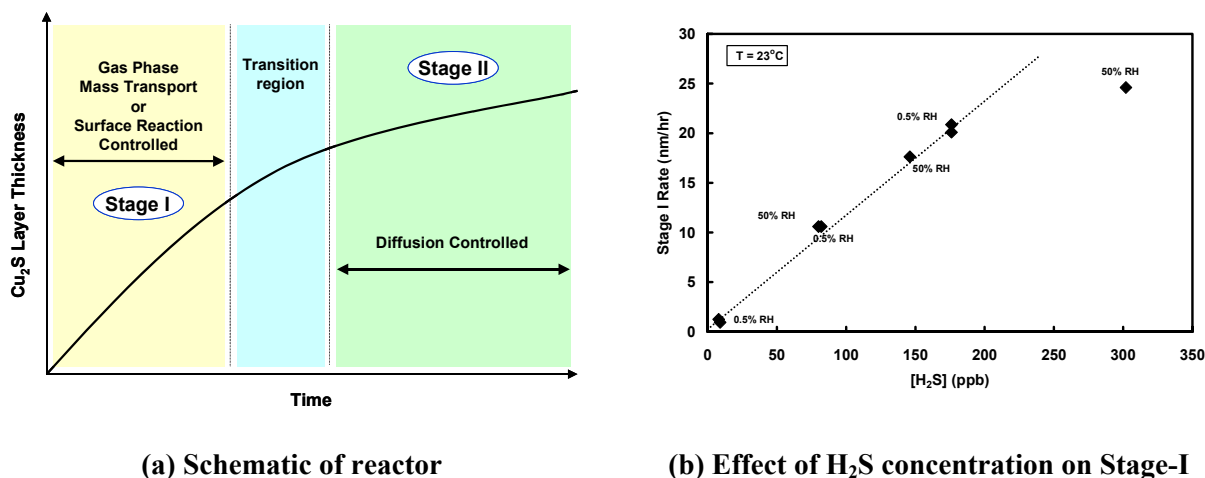 Gas Phase
Mass Transport
or
Surface Reaction
Controlled
Stage I
Transition
region
Stage II
Diffusion Controlled
Cu₂S Layer Thickness
Time
(a) Schematic of reactor
T = 23°C
30
25
20
15
10
5
0
Stage I Rate (nm/hr)
50% RH
0.5% RH
50% RH
50% RH
0.5% RH
0.5% RH
0 50 100 150 200 250 300 350
[H₂S] (ppb)
(b) Effect of H₂S concentration on Stage-I